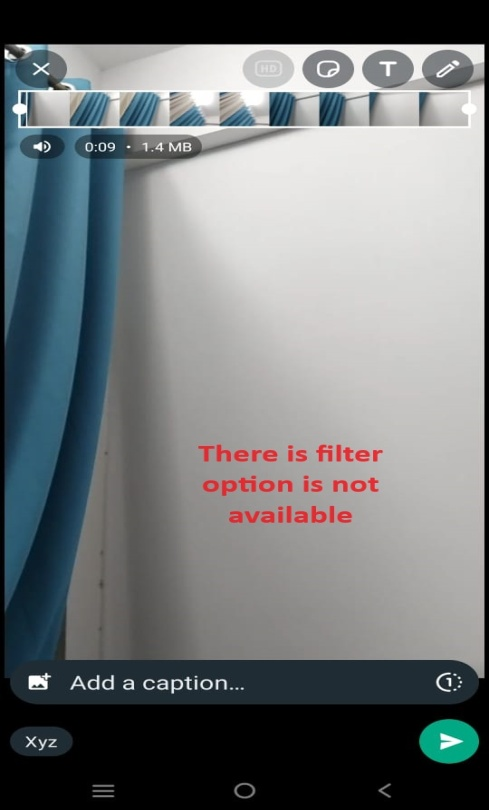 HD
T
0:09 • 1.4 MB
There is filter
option is not
available
Add a caption...
1
Xyz